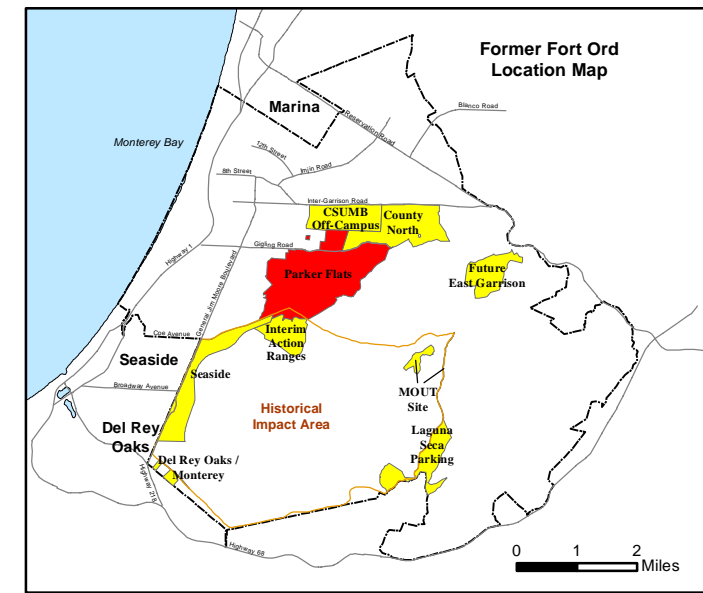 Former Fort Ord
Location Map
Marina
Blanco Road
Reservation Road
Monterey Bay
12th Street
Imjin Road
8th Street
Inter-Garrison Road
CSUMB
Off-Campus
County
North
Gigling Road
Highway 1
General Jim Moore Boulevard
Parker Flats
Future
East Garrison
Coe Avenue
Interim
Action
Ranges
Seaside
Seaside
Broadway Avenue
MOUT
Site
Historical
Impact Area
Del Rey
Oaks
Laguna
Seca
Parking
Del Rey Oaks /
Monterey
Highway 218
Highway 68
0 1 2
Miles